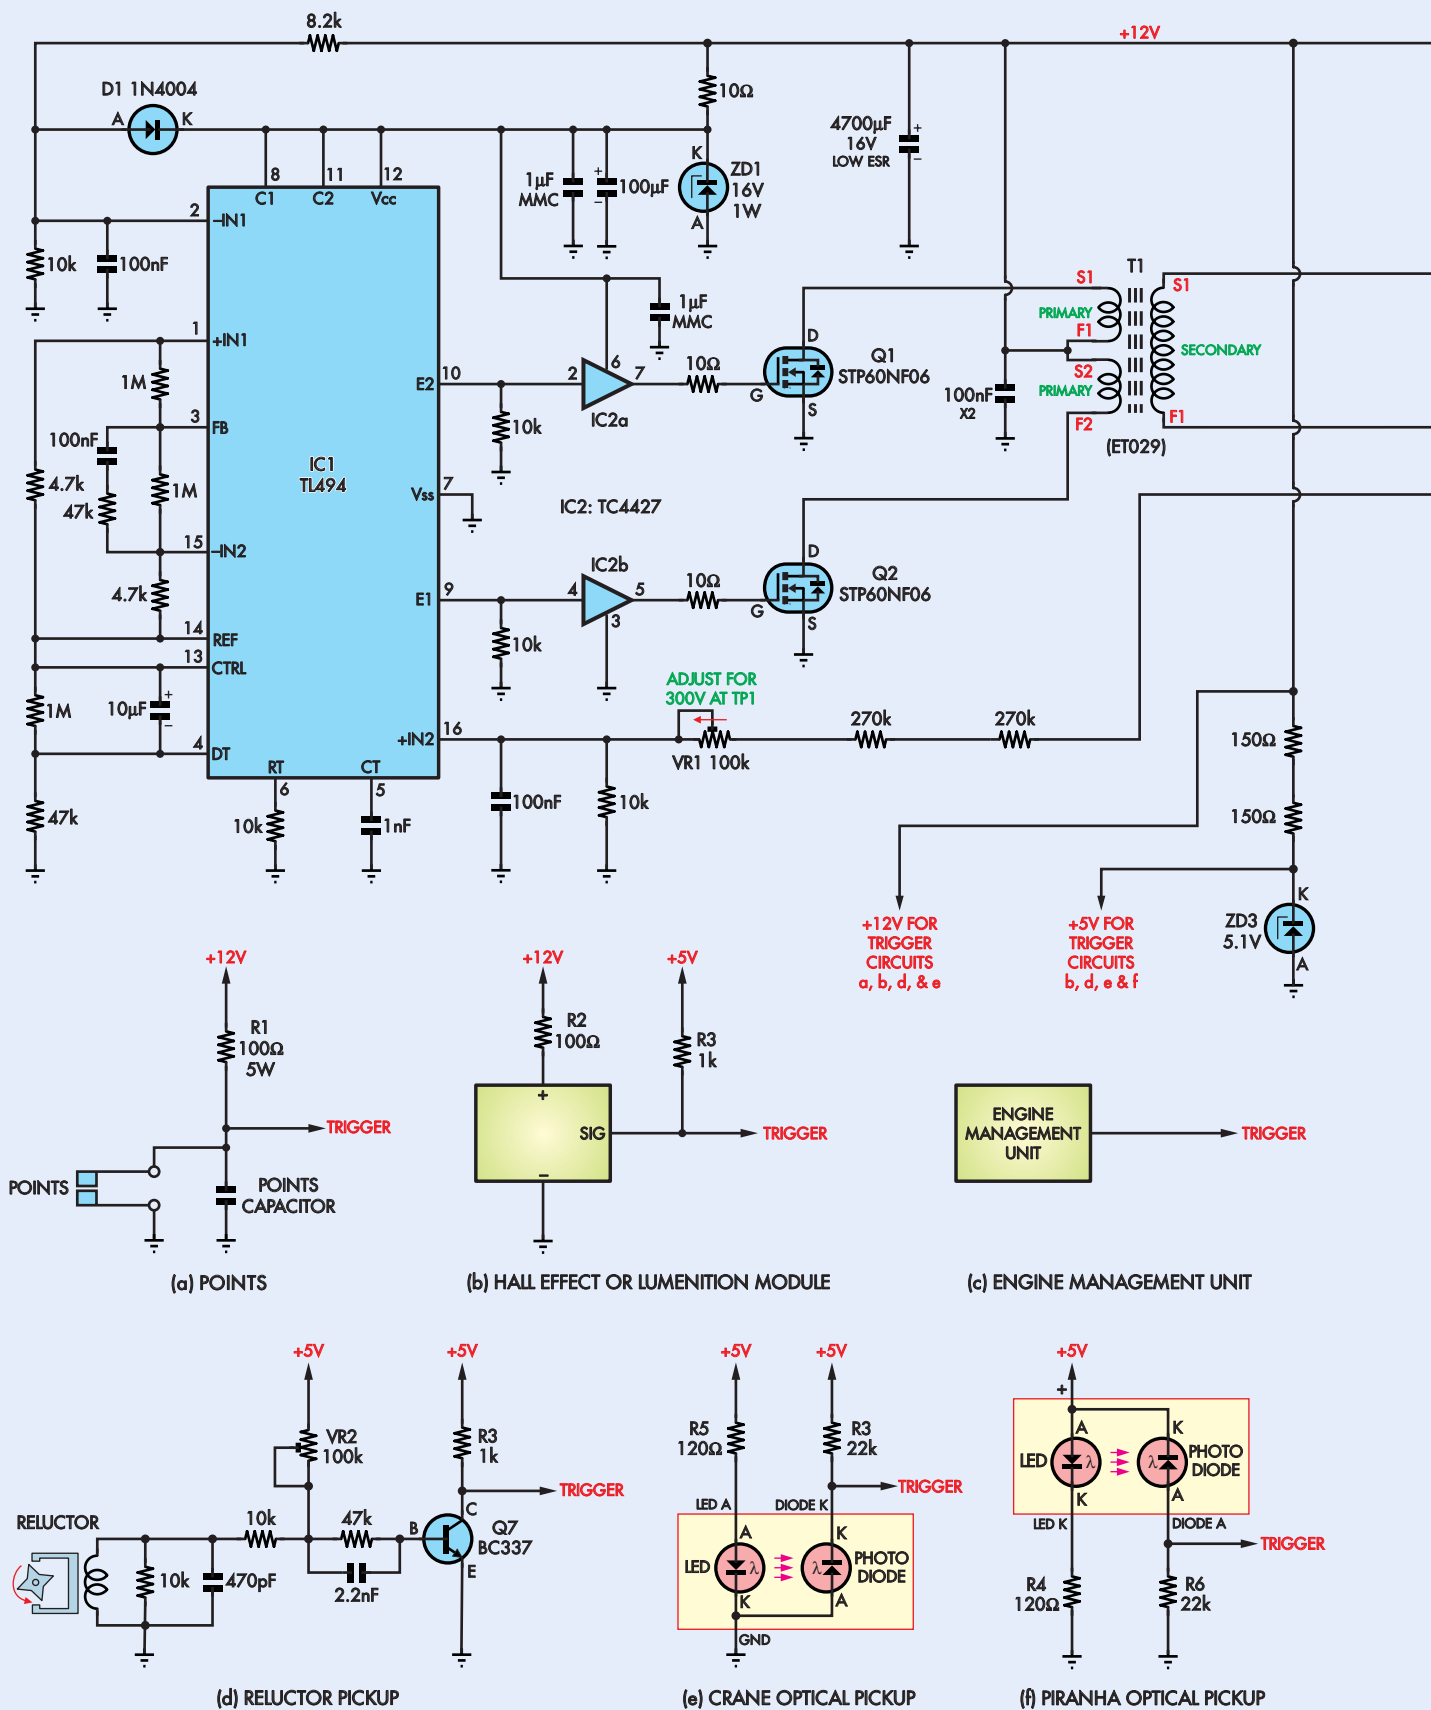 8.2k
+12V
D1 1N4004
A
K
10Ω
4700µF
16V
LOW ESR
+
–
8
11
12
C1
C2
Vcc
1µF
MMC
+
100µF
–
K
ZD1
16V
1W
A
2
–IN1
10k
100nF
1
+IN1
1M
3
FB
100nF
4.7k
47k
1M
15
–IN2
4.7k
14
REF
13
CTRL
1M
10µF
+
–
4
DT
47k
RT
6
10k
CT
5
1nF
IC1
TL494
E2
10
10k
Vss
7
E1
9
10k
+IN2
16
100nF
10k
2
6
7
IC2a
1µF
MMC
10Ω
IC2: TC4427
IC2b
4
5
3
10Ω
D
G
S
Q1
STP60NF06
D
G
S
Q2
STP60NF06
100nF
X2
T1
S1
PRIMARY
F1
S2
PRIMARY
F2
S1
SECONDARY
F1
(ET029)
ADJUST FOR
300V AT TP1
VR1 100k
270k
270k
150Ω
150Ω
K
ZD3
5.1V
A
+12V FOR
TRIGGER
CIRCUITS
a, b, d, & e
+5V FOR
TRIGGER
CIRCUITS
b, d, e & f
+12V
R1
100Ω
5W
TRIGGER
POINTS
POINTS
CAPACITOR
(a) POINTS
+12V
+5V
R2
100Ω
R3
1k
+
SIG
–
TRIGGER
(b) HALL EFFECT OR LUMENITION MODULE
ENGINE
MANAGEMENT
UNIT
TRIGGER
(c) ENGINE MANAGEMENT UNIT
+5V
+5V
VR2
100k
R3
1k
TRIGGER
RELUCTOR
10k
47k
B
C
Q7
BC337
E
10k
470pF
2.2nF
(d) RELUCTOR PICKUP
+5V
+5V
R5
120Ω
R3
22k
TRIGGER
LED A
DIODE K
A
K
LED
λ
λ
PHOTO
DIODE
K
A
GND
(e) CRANE OPTICAL PICKUP
+5V
+
A
K
LED
λ
λ
PHOTO
DIODE
K
A
LED K
DIODE A
TRIGGER
R4
120Ω
R6
22k
(f) PIRANHA OPTICAL PICKUP